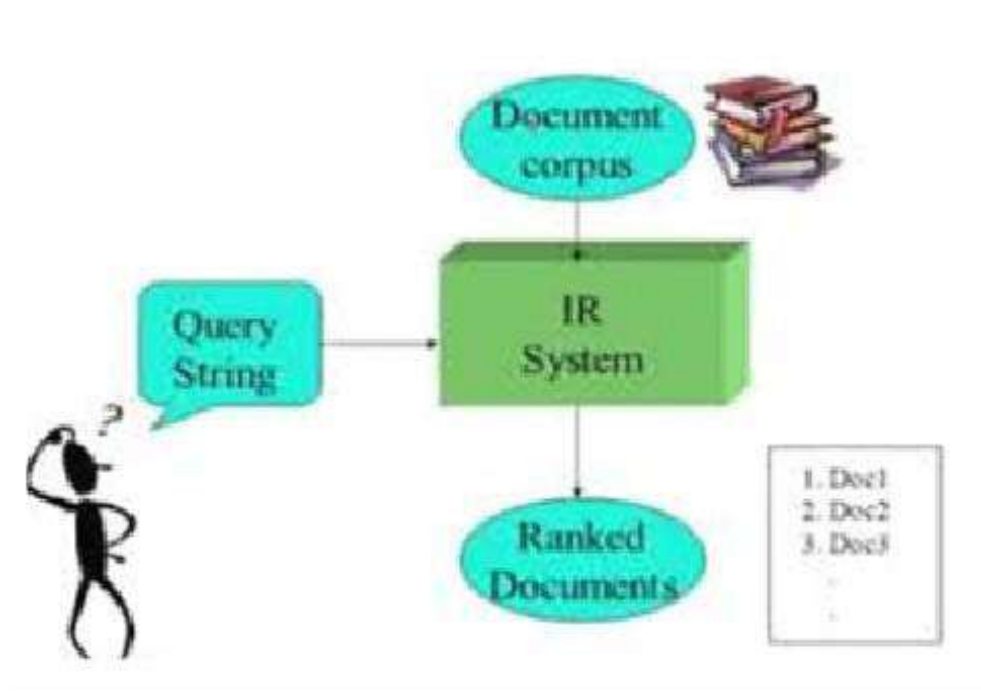 Document
corpus
IR
System
Query
String
?
Ranked
Documents
1. Doc1
2. Doc2
3. Doc3
.
.